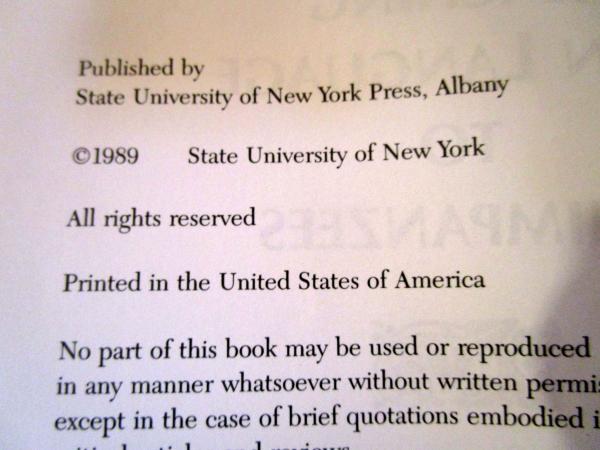 Published by
State University of New York Press, Albany
©1989 State University of New York
All rights reserved
Printed in the United States of America
No part of this book may be used or reproduced
in any manner whatsoever without written
except in the case of brief quotations embodied